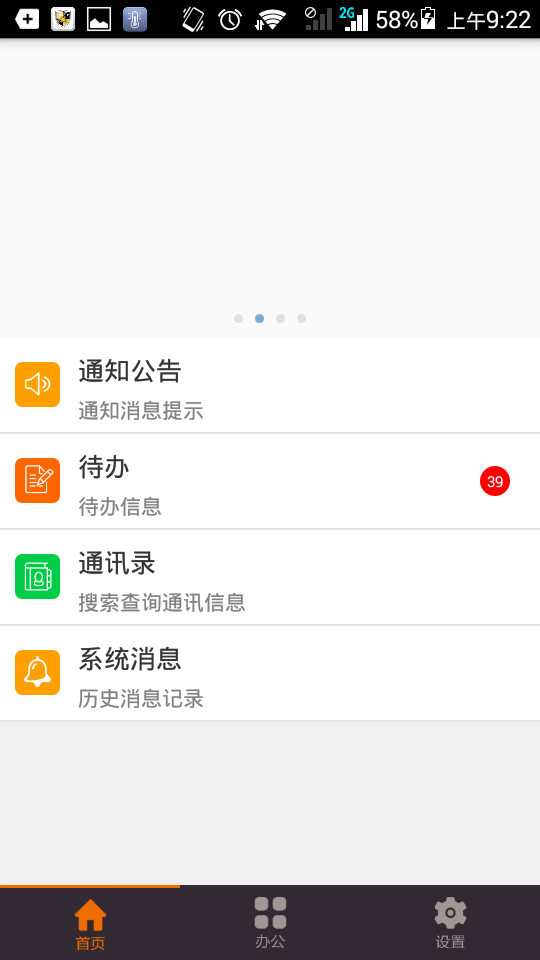 2G 58% 上午9:22
通知公告
通知消息提示
待办
待办信息
39
通讯录
搜索查询通讯信息
系统消息
历史消息记录
首页
办公
设置